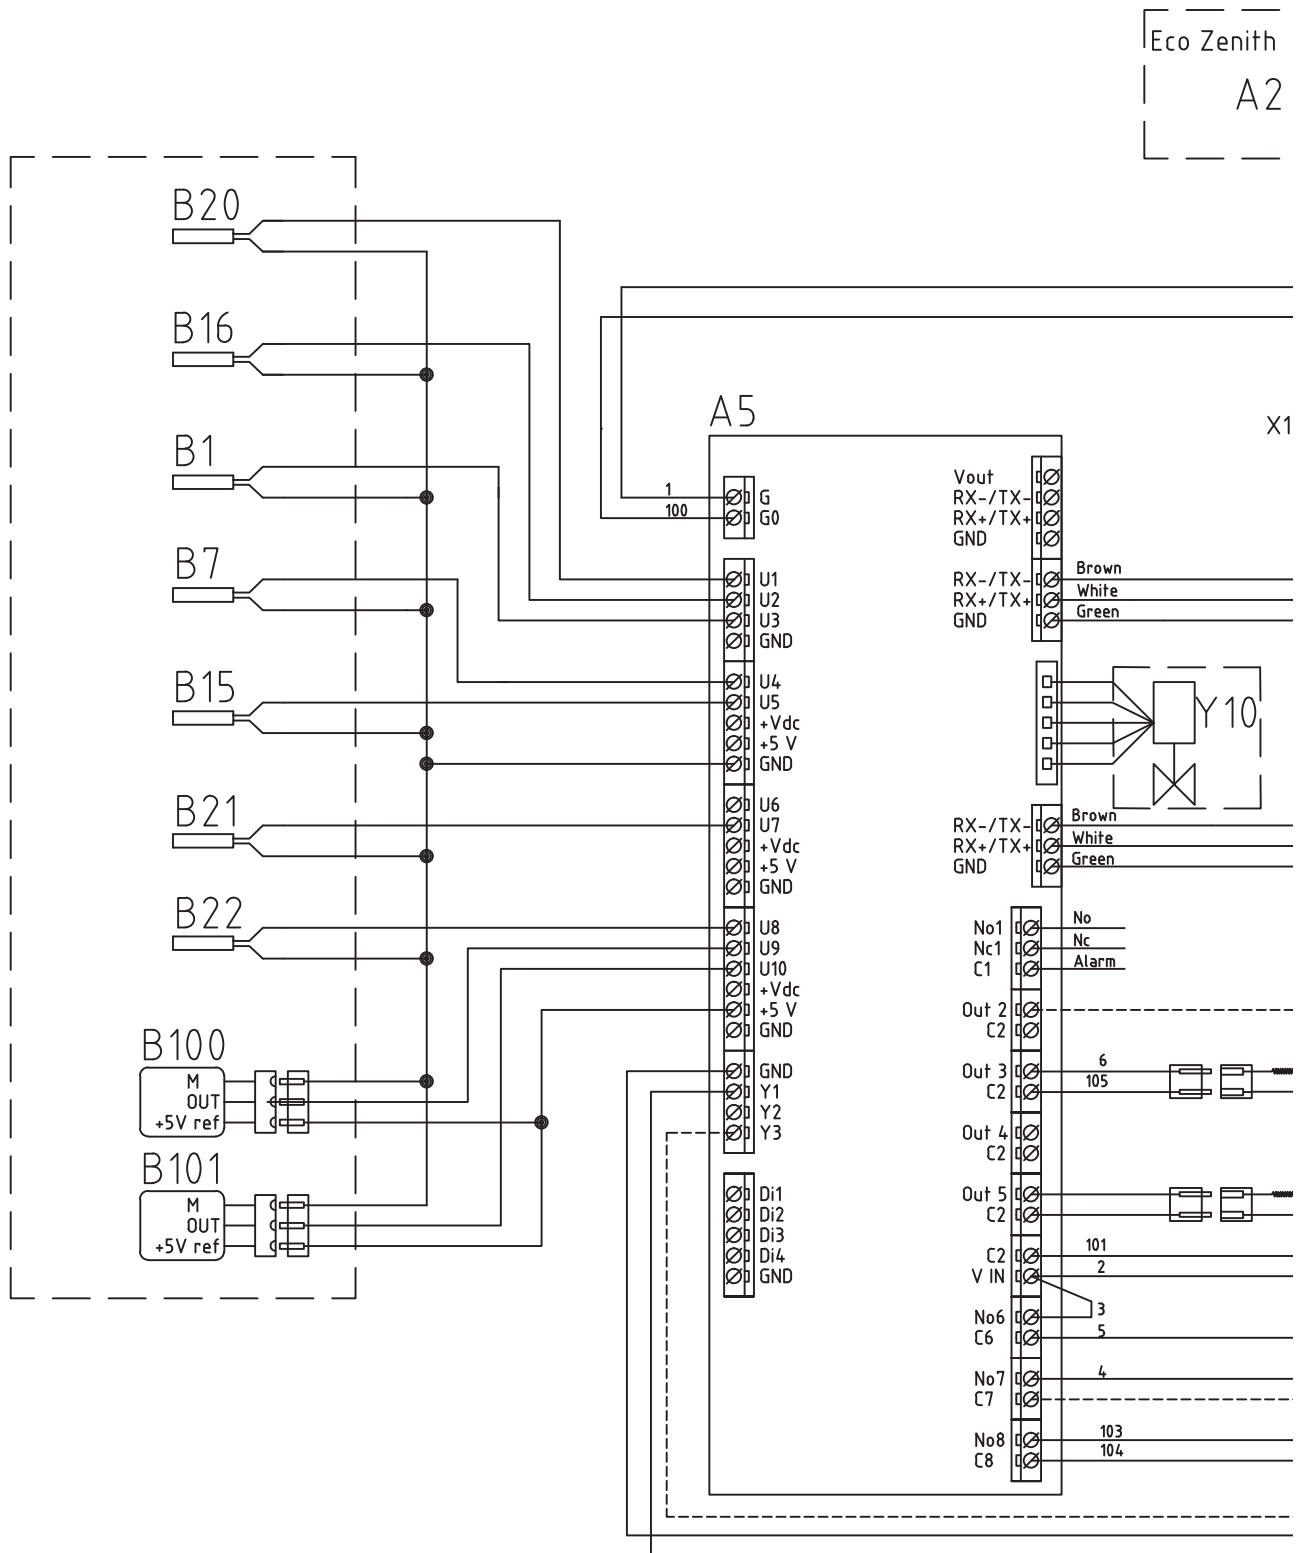 Eco Zenith
A2
B20
B16
B1
B7
B15
B21
B22
B100
M
OUT
+5V ref
B101
M
OUT
+5V ref
A5
X1
1
100
G
G0
U1
U2
U3
GND
U4
U5
+Vdc
+5 V
GND
U6
U7
+Vdc
+5 V
GND
U8
U9
U10
+Vdc
+5 V
GND
GND
Y1
Y2
Y3
Di1
Di2
Di3
Di4
GND
Vout
RX-/TX-
RX+/TX+
GND
RX-/TX- Brown
RX+/TX+ White
GND Green
Y10
RX-/TX- Brown
RX+/TX+ White
GND Green
No1 No
Nc1 Nc
C1 Alarm
Out 2
C2
Out 3 6
C2 105
Out 4
C2
Out 5
C2
C2 101
V IN 2
No6 3
C6 5
No7 4
C7
No8 103
C8 104